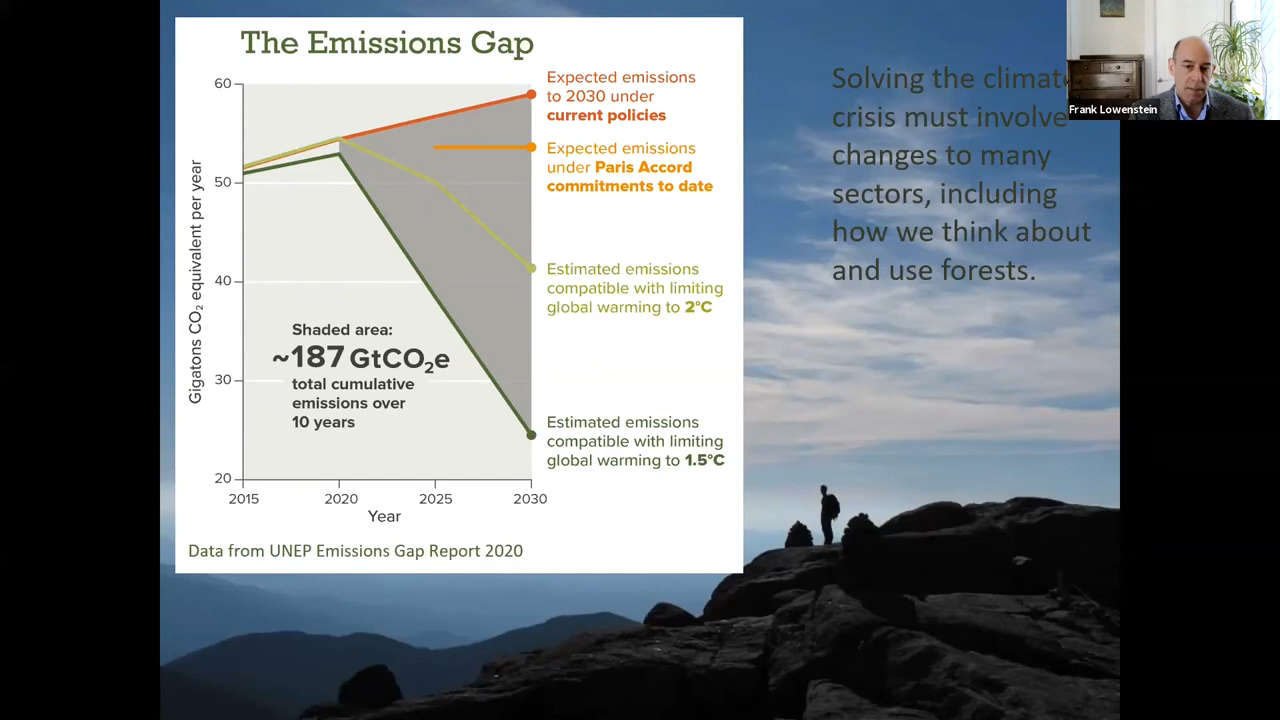 The Emissions Gap
Gigatons CO₂ equivalent per year
60
50
40
30
20
2015
2020
2025
2030
Year
Expected emissions
to 2030 under
current policies
Expected emissions
under Paris Accord
commitments to date
Estimated emissions
compatible with limiting
global warming to 2°C
Estimated emissions
compatible with limiting
global warming to 1.5°C
Shaded area:
~187 GtCO₂e
total cumulative
emissions over
10 years
Data from UNEP Emissions Gap Report 2020
Solving the climate
crisis must involve
changes to many
sectors, including
how we think about
and use forests.
Frank Lowenstein